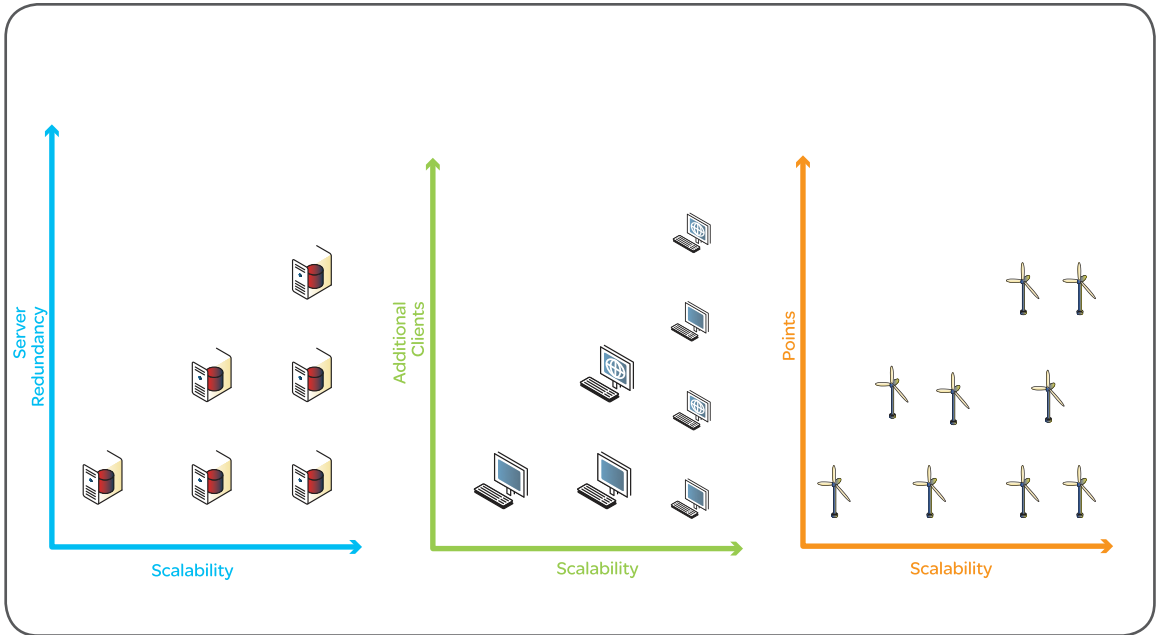 Server
Redundancy
Scalability
Additional
Clients
Scalability
Points
Scalability